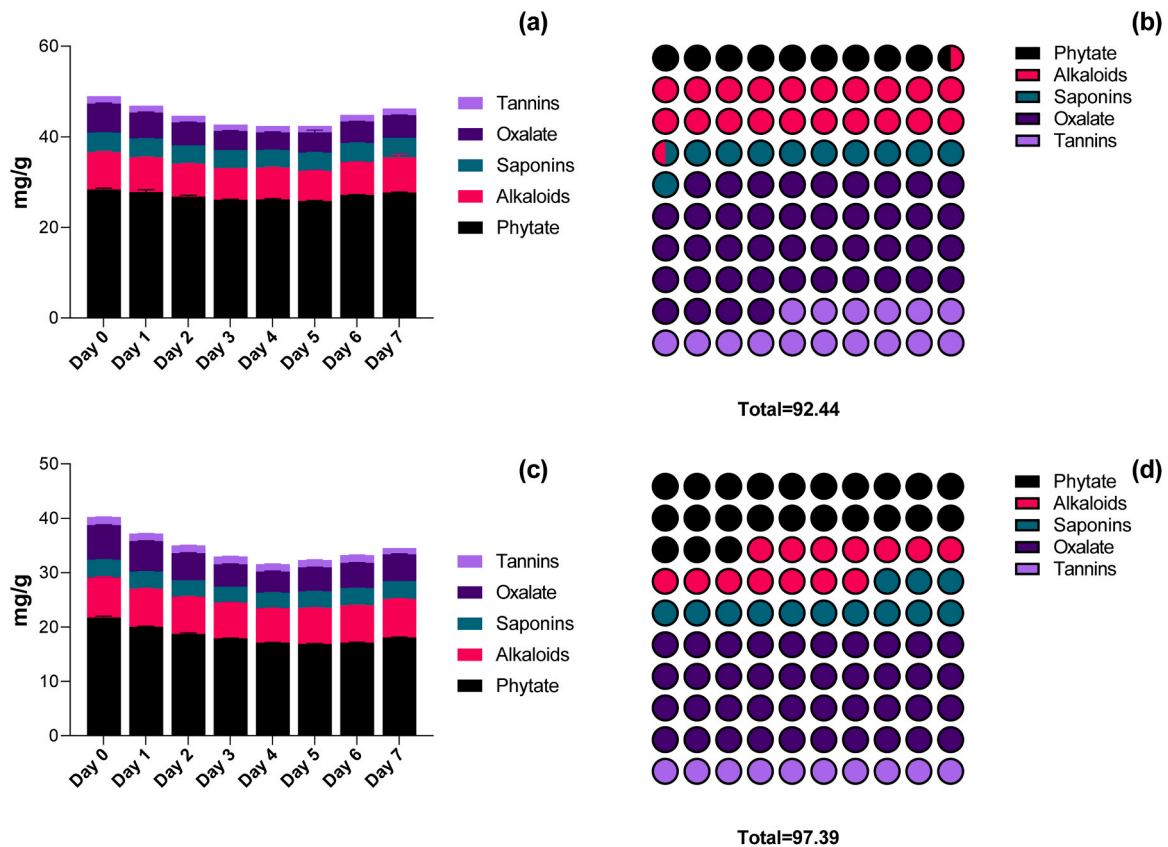 (a)
mg/g
60
40
20
0
Day 0
Day 1
Day 2
Day 3
Day 4
Day 5
Day 6
Day 7
Tannins
Oxalate
Saponins
Alkaloids
Phytate
(b)
Phytate
Alkaloids
Saponins
Oxalate
Tannins
Total=92.44
(c)
mg/g
50
40
30
20
10
0
Day 0
Day 1
Day 2
Day 3
Day 4
Day 5
Day 6
Day 7
Tannins
Oxalate
Saponins
Alkaloids
Phytate
(d)
Phytate
Alkaloids
Saponins
Oxalate
Tannins
Total=97.39